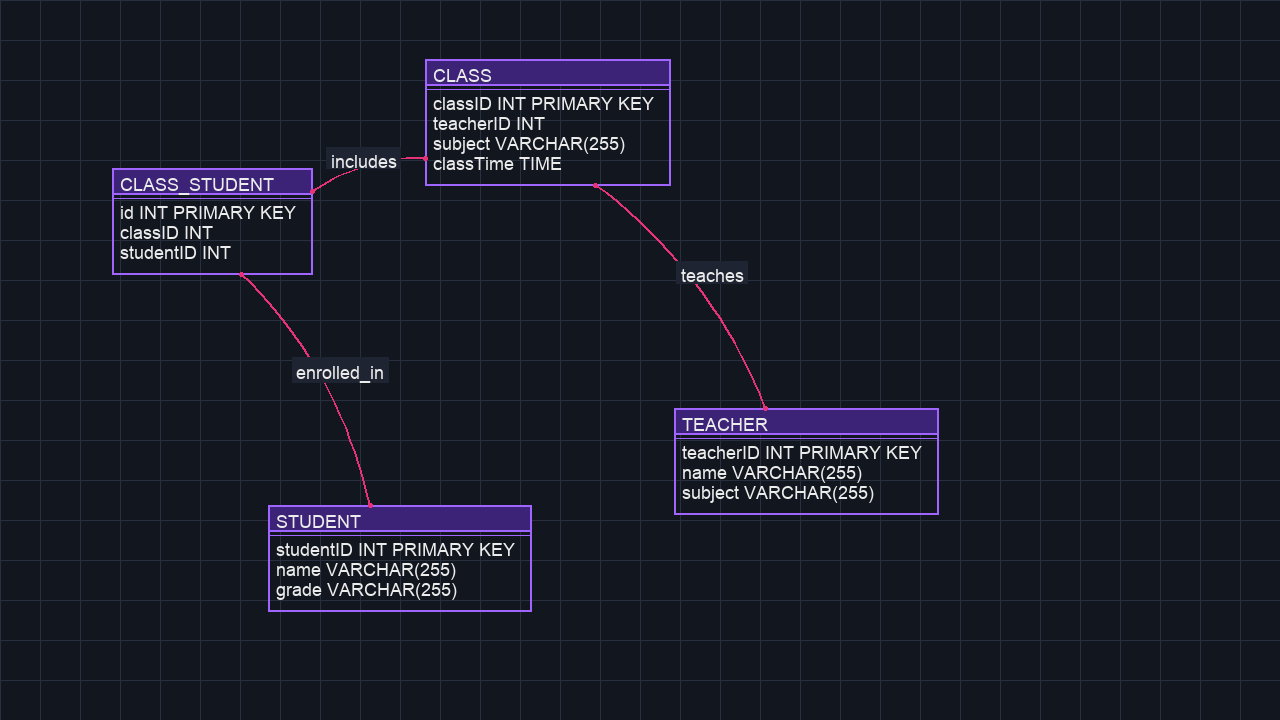 CLASS
classID INT PRIMARY KEY
teacherID INT
subject VARCHAR(255)
classTime TIME
includes
CLASS_STUDENT
id INT PRIMARY KEY
classID INT
studentID INT
teaches
enrolled_in
TEACHER
teacherID INT PRIMARY KEY
name VARCHAR(255)
subject VARCHAR(255)
STUDENT
studentID INT PRIMARY KEY
name VARCHAR(255)
grade VARCHAR(255)